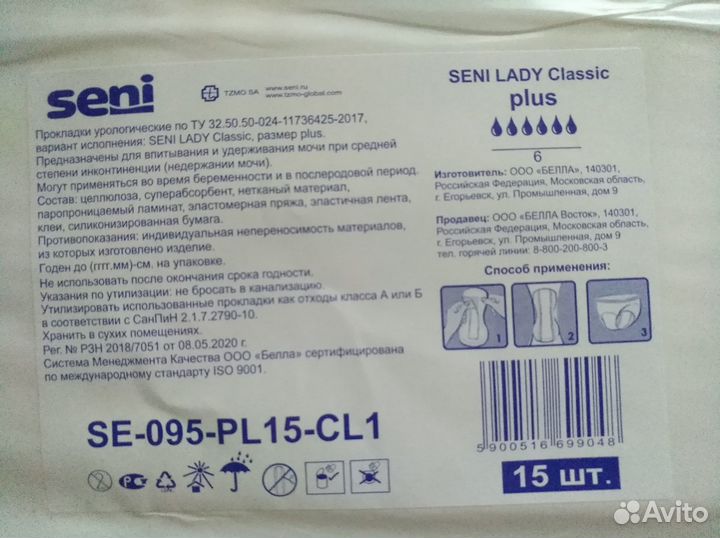 seni
TZMO SA
www.seni.ru
www.tzmo-global.com
Прокладки урологические по ТУ 32.50.50-024-11736425-2017,
вариант исполнения: SENI LADY Classic, размер plus.
Предназначены для впитывания и удерживания мочи при средней
степени инконтиненции (недержании мочи).
Могут применяться во время беременности и в послеродовой период.
Состав: целлюлоза, суперабсорбент, нетканый материал,
паропроницаемый ламинат, эластомерная пряжа, эластичная лента,
клеи, силиконизированная бумага.
Противопоказания: индивидуальная непереносимость материалов,
из которых изготовлено изделие.
Годен до (гггг.мм)-см. на упаковке.
Не использовать после окончания срока годности.
Указания по утилизации: не бросать в канализацию.
Утилизировать использованные прокладки как отходы класса А или Б
в соответствии с СанПиН 2.1.7.2790-10.
Хранить в сухих помещениях.
Рег. № РЗН 2018/7051 от 08.05.2020 г.
Система Менеджмента Качества ООО «Белла» сертифицирована
по международному стандарту ISO 9001.
SE-095-PL15-CL1
SENI LADY Classic
plus
6
Изготовитель: ООО «БЕЛЛА», 140301,
Российская Федерация, Московская область,
г. Егорьевск, ул. Промышленная, дом 9
Продавец: ООО «БЕЛЛА Восток», 140301,
Российская Федерация, Московская область,
г. Егорьевск, ул. Промышленная, дом 9
тел. горячей линии: 8-800-200-800-3
Способ применения:
1
2
3
5900516699048
15 шт.
Avito